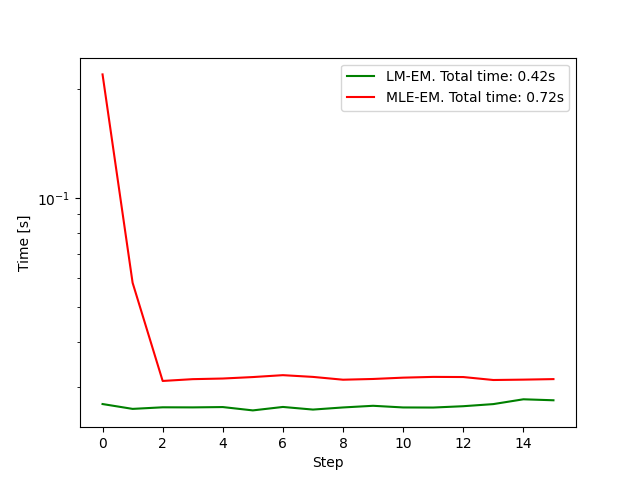 LM-EM. Total time: 0.42s
MLE-EM. Total time: 0.72s
10⁻¹
Time [s]
0 2 4 6 8 10 12 14
Step